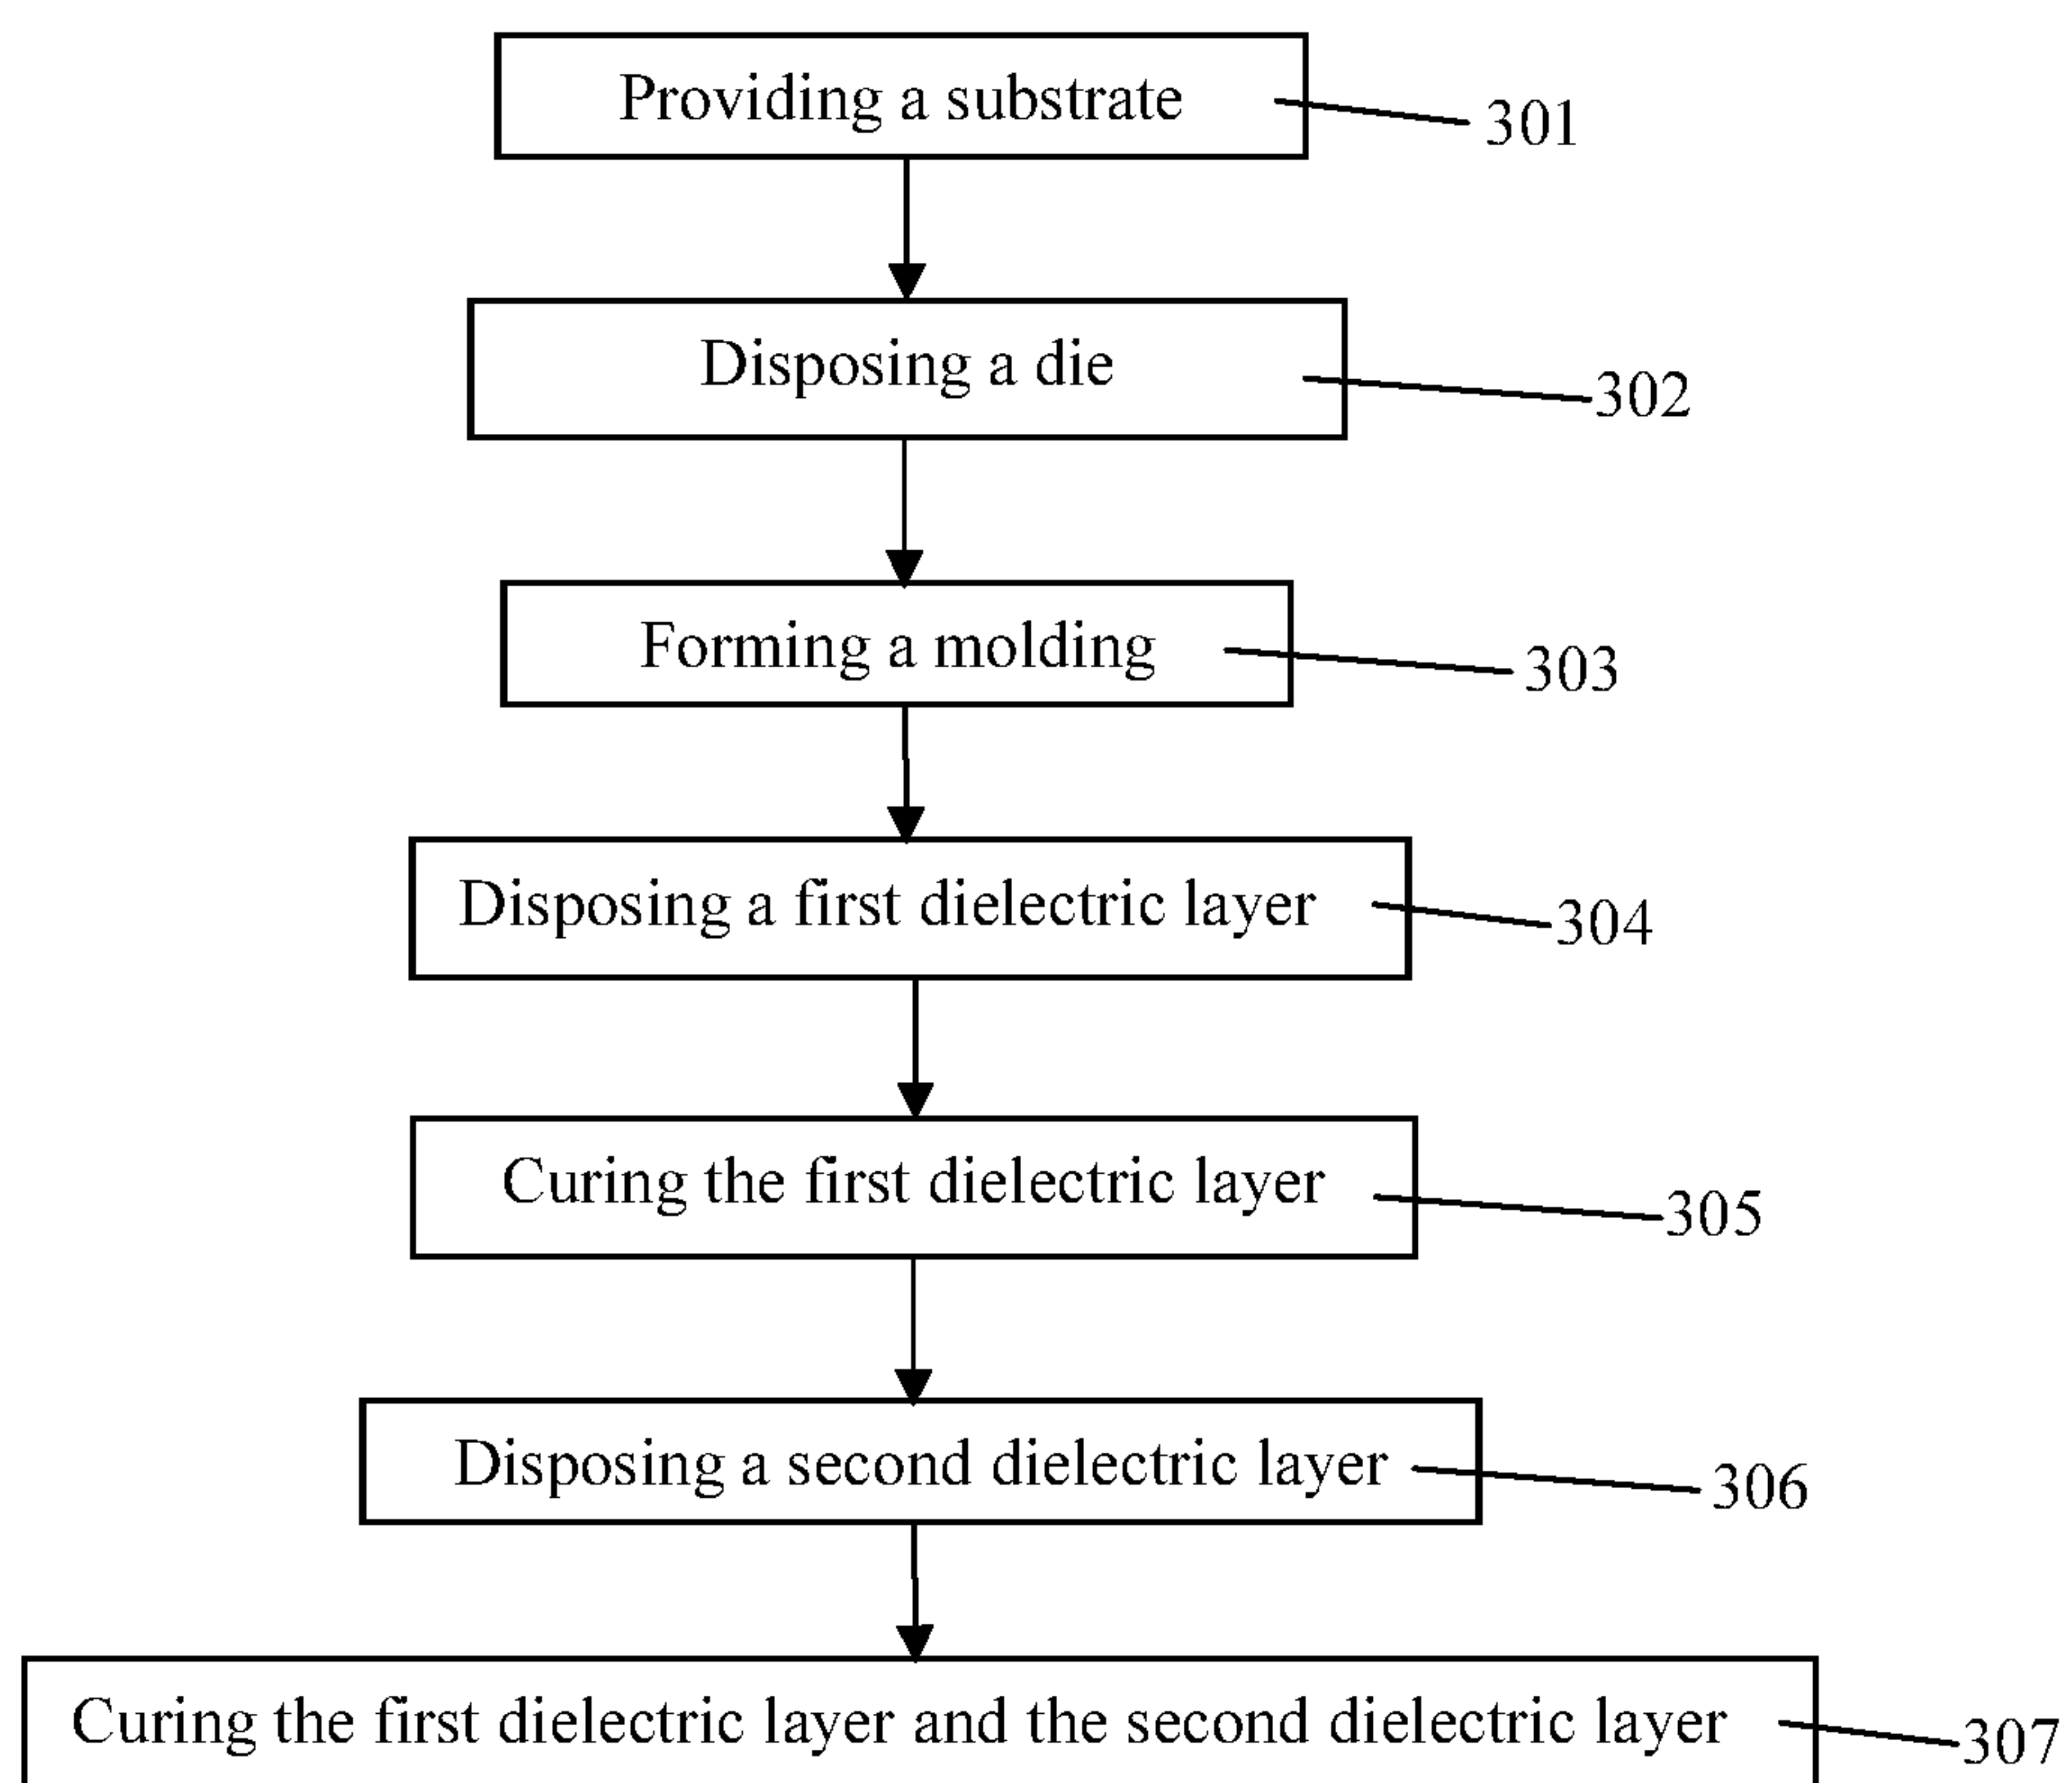 Providing a substrate
301
Disposing a die
302
Forming a molding
303
Disposing a first dielectric layer
304
Curing the first dielectric layer
305
Disposing a second dielectric layer
306
Curing the first dielectric layer and the second dielectric layer
307